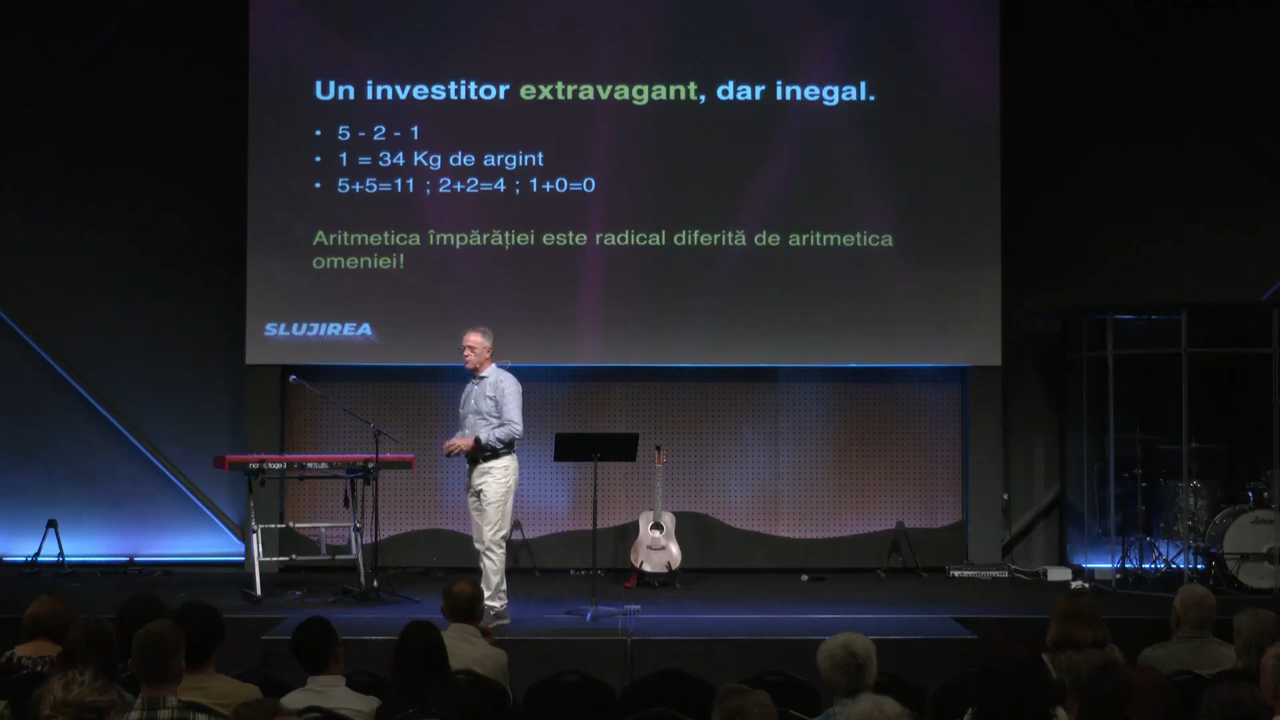 Un investitor extravagant, dar inegal.
• 5 - 2 - 1
• 1 = 34 Kg de argint
• 5+5=11 ; 2+2=4 ; 1+0=0
Aritmetica împărăției este radical diferită de aritmetica
omeniei!
SLUJIREA